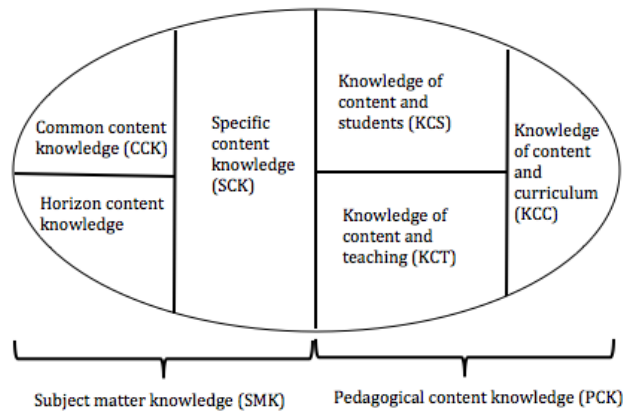 Common content
knowledge (CCK)
Horizon content
knowledge
Specific
content
knowledge
(SCK)
Knowledge of
content and
students (KCS)
Knowledge of
content and
teaching (KCT)
Knowledge
of content
and
curriculum
(KCC)
Subject matter knowledge (SMK)
Pedagogical content knowledge (PCK)